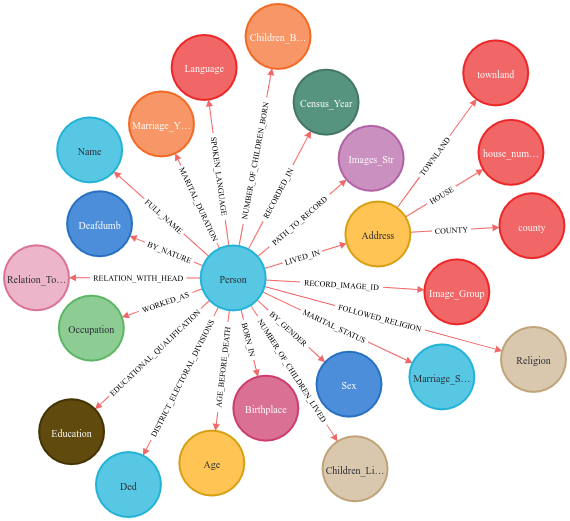 Children_B…
Language
townland
Census_Year
Marriage_Y…
house_num…
Name
Images_Str
NUMBER_OF_CHILDREN_BORN
SPOKEN_LANGUAGE
RECORDED_IN
TOWNLAND
MARITAL_DURATION
HOUSE
Deafdumb
FULL_NAME
PATH_TO_RECORD
Address
COUNTY
county
BY_NATURE
LIVED_IN
Relation_To…
RELATION_WITH_HEAD
Person
RECORD_IMAGE_ID
Image_Group
WORKED_AS
FOLLOWED_RELIGION
Occupation
BY_GENDER
MARITAL_STATUS
EDUCATIONAL_QUALIFICATION
DISTRICT_ELECTORAL_DIVISIONS
AGE_BEFORE_DEATH
BORN_IN
NUMBER_OF_CHILDREN_LIVED
Religion
Marriage_S…
Sex
Birthplace
Education
Age
Children_Li…
Ded